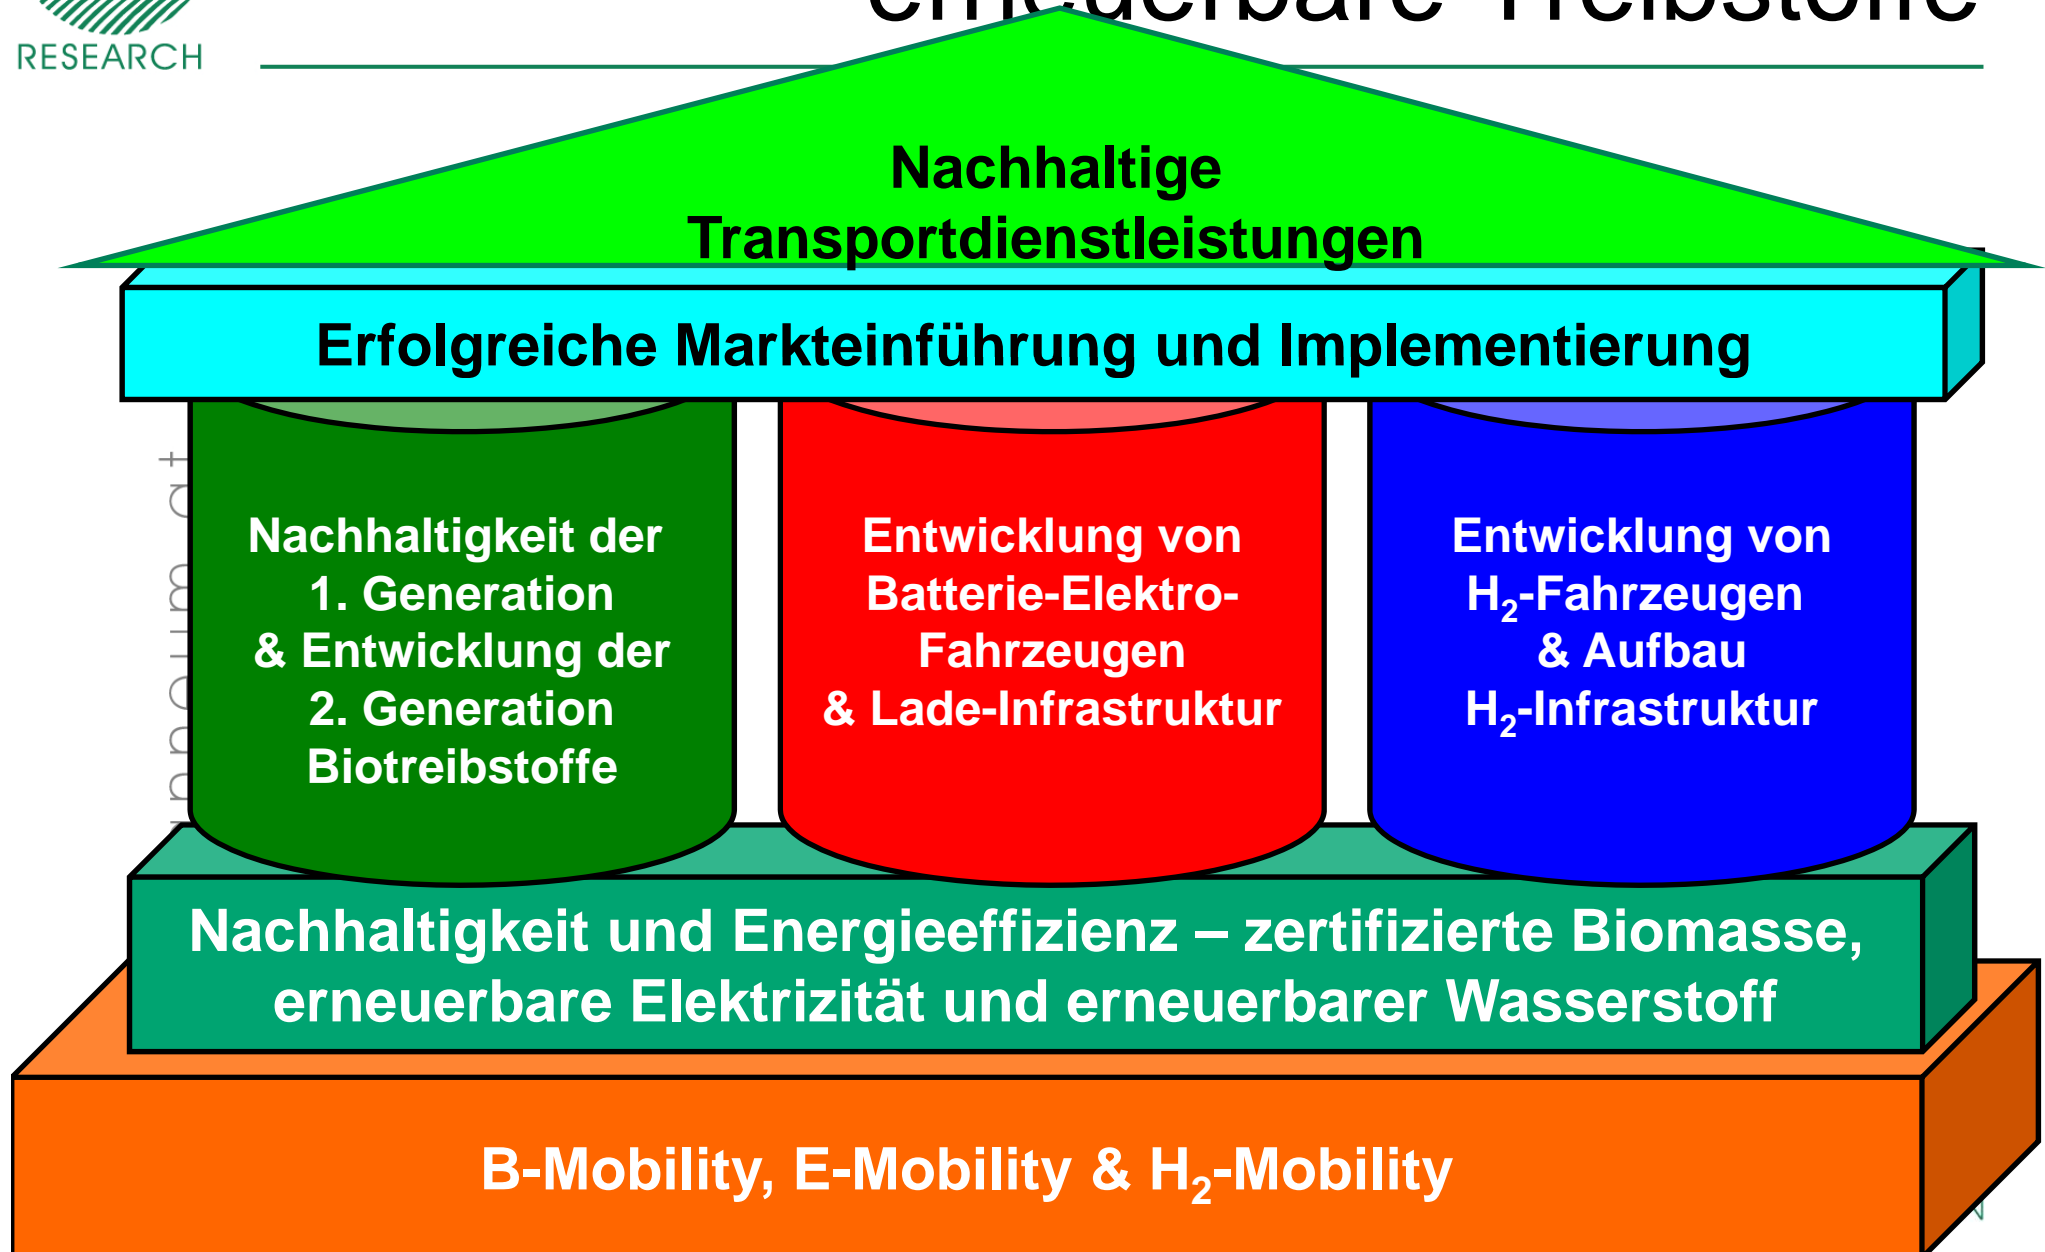 erneuerbare Treibstoffe
RESEARCH
Nachhaltige
Transportdienstleistungen
Erfolgreiche Markteinführung und Implementierung
Nachhaltigkeit der
1. Generation
& Entwicklung der
2. Generation
Biotreibstoffe
Entwicklung von
Batterie-Elektro-
Fahrzeugen
& Lade-Infrastruktur
Entwicklung von
H₂-Fahrzeugen
& Aufbau
H₂-Infrastruktur
Nachhaltigkeit und Energieeffizienz – zertifizierte Biomasse,
erneuerbare Elektrizität und erneuerbarer Wasserstoff
B-Mobility, E-Mobility & H₂-Mobility